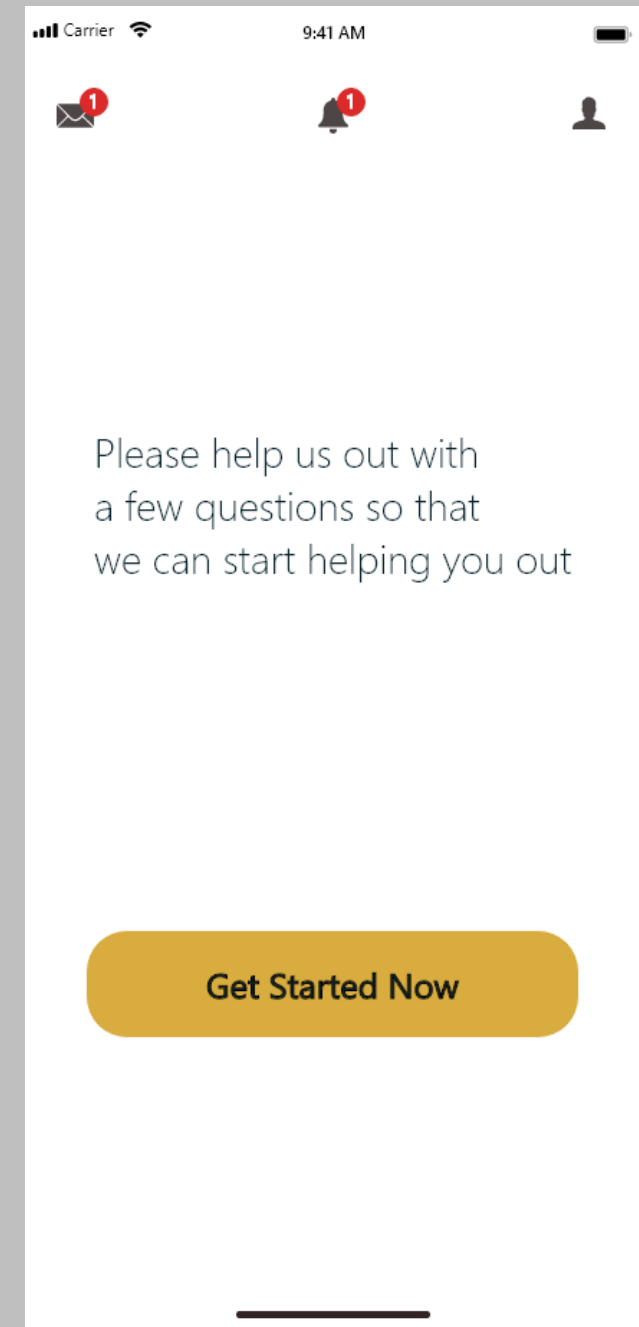 Carrier 9:41 AM
1 1
Please help us out with
a few questions so that
we can start helping you out
Get Started Now